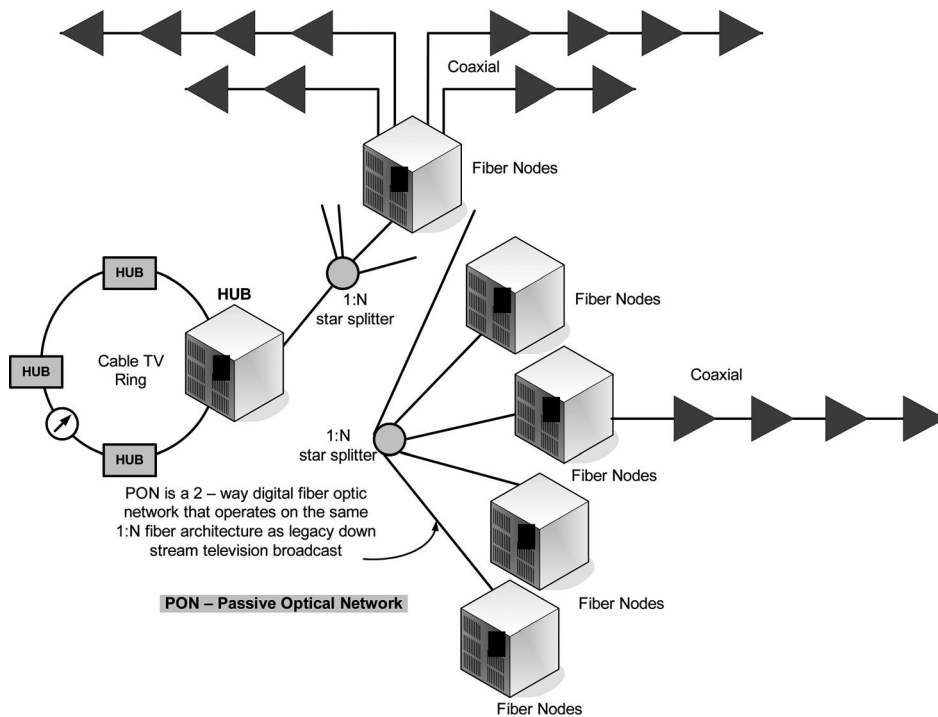 Coaxial
Fiber Nodes
HUB
HUB
1:N
star splitter
Fiber Nodes
Cable TV
Ring
HUB
Coaxial
Fiber Nodes
1:N
star splitter
HUB
PON is a 2 – way digital fiber optic
network that operates on the same
1:N fiber architecture as legacy down
stream television broadcast
PON – Passive Optical Network
Fiber Nodes
Fiber Nodes
Fiber Nodes